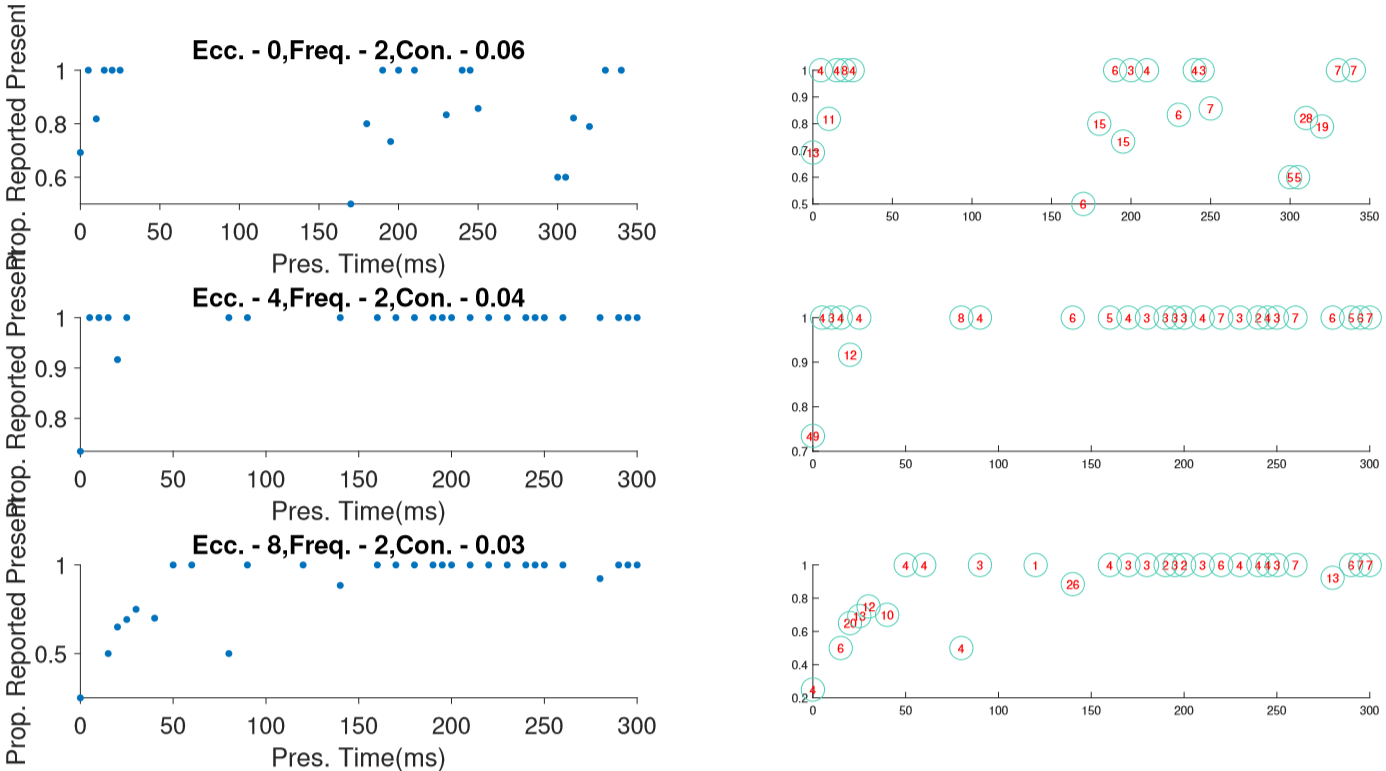 Ecc. - 0,Freq. - 2,Con. - 0.06
Prop. Reported Present
1
0.8
0.6
0 50 100 150 200 250 300 350
Pres. Time(ms)
1
0.9
0.8
0.7
0.6
0.5
0 50 100 150 200 250 300 350
13 4 11 4 8 4 6 15 6 15 3 4 6 4 3 7 5 5 28 19 7 7
Ecc. - 4,Freq. - 2,Con. - 0.04
Prop. Reported Present
1
0.9
0.8
0 50 100 150 200 250 300
Pres. Time(ms)
1
0.9
0.8
0.7
0 50 100 150 200 250 300
49 4 3 4 12 4 8 4 6 5 4 3 3 3 3 4 7 3 2 4 3 7 6 5 6 7
Ecc. - 8,Freq. - 2,Con. - 0.03
Prop. Reported Present
1
0.5
0 50 100 150 200 250 300
Pres. Time(ms)
1
0.8
0.6
0.4
0.2
0 50 100 150 200 250 300
4 6 20 13 12 10 4 4 4 3 1 26 4 3 3 2 3 2 3 6 4 4 4 3 7 13 6 7 7